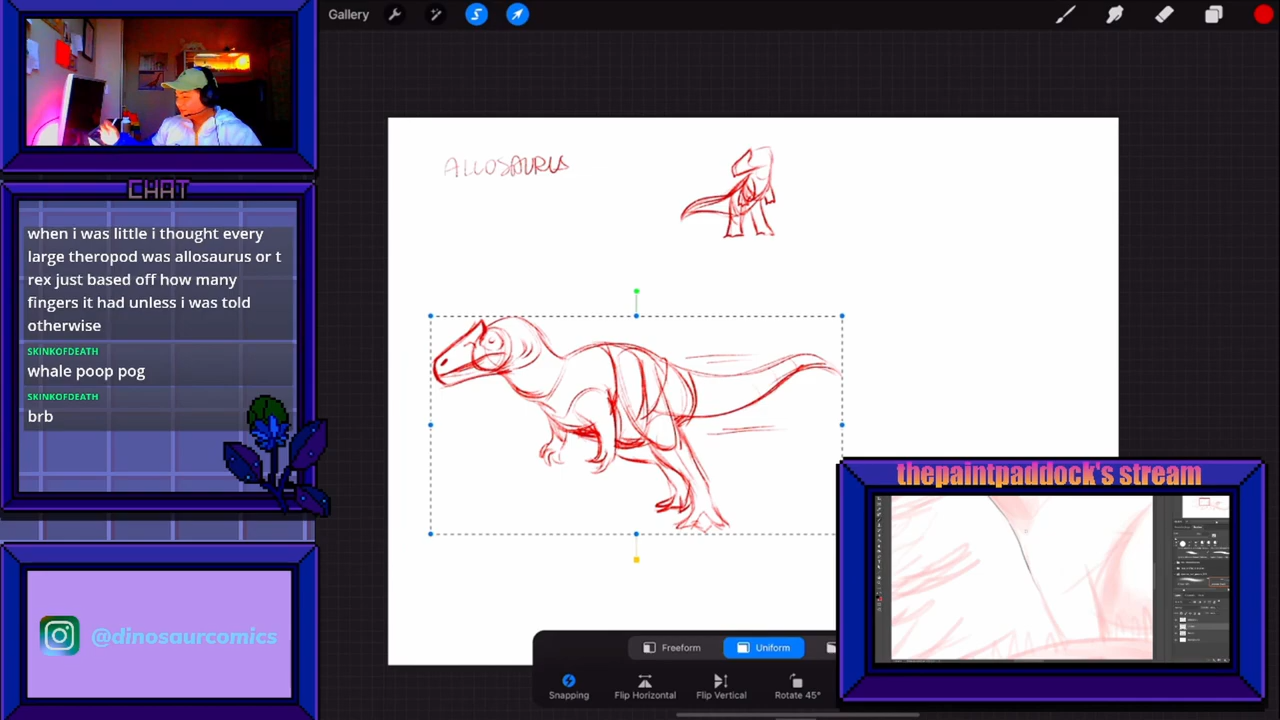 Gallery
CHAT
when i was little i thought every
large theropod was allosaurus or t
rex just based off how many
fingers it had unless i was told
otherwise
SKINKOFDEATH
whale poop pog
SKINKOFDEATH
brb
@dinosaurcomics
ALLOSAURUS
thepaintpaddock's stream
Freeform
Uniform
Snapping
Flip Horizontal
Flip Vertical
Rotate 45°